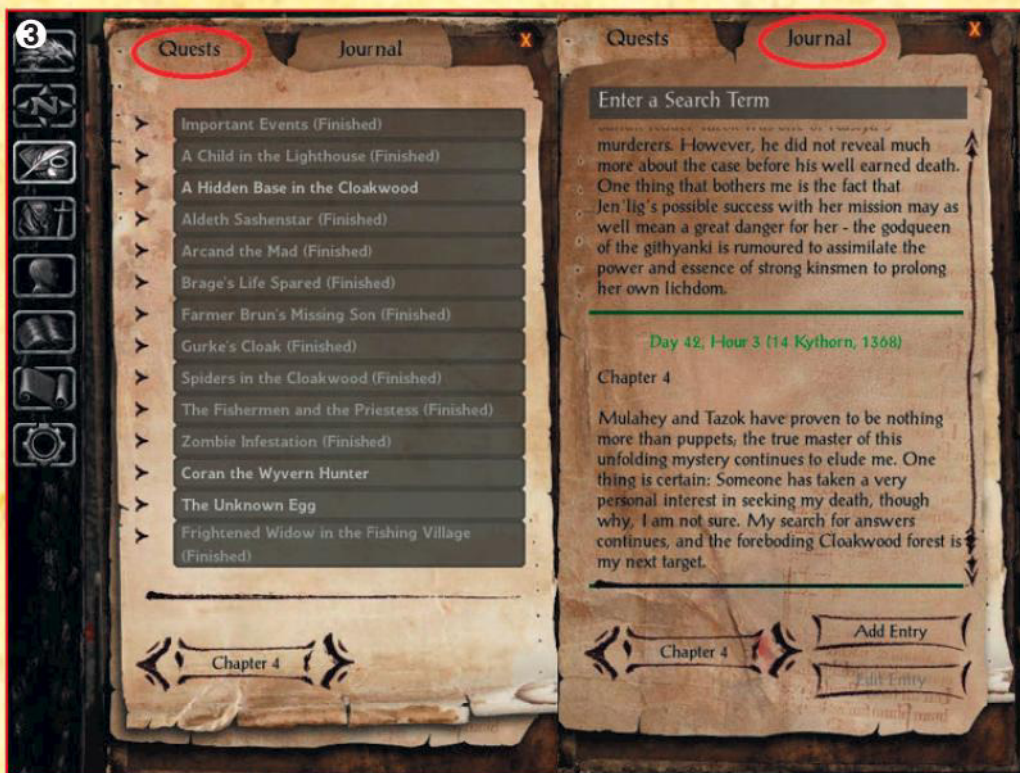 3
Quests
Journal
X
Important Events (Finished)
A Child in the Lighthouse (Finished)
A Hidden Base in the Cloakwood
Aldeth Sashenstar (Finished)
Arcand the Mad (Finished)
Brage's Life Spared (Finished)
Farmer Brun's Missing Son (Finished)
Gurke's Cloak (Finished)
Spiders in the Cloakwood (Finished)
The Fishermen and the Priestess (Finished)
Zombie Infestation (Finished)
Coran the Wyvern Hunter
The Unknown Egg
Frightened Widow in the Fishing Village
(Finished)
Chapter 4
Quests
Journal
X
Enter a Search Term
murderers. However, he did not reveal much
more about the case before his well earned death.
One thing that bothers me is the fact that
Jen'lig's possible success with her mission may as
well mean a great danger for her - the godqueen
of the githyanki is rumoured to assimilate the
power and essence of strong kinsmen to prolong
her own lichdom.
Day 42, Hour 3 (14 Kythorn, 1368)
Chapter 4
Mulahey and Tazok have proven to be nothing
more than puppets; the true master of this
unfolding mystery continues to elude me. One
thing is certain: Someone has taken a very
personal interest in seeking my death, though
why, I am not sure. My search for answers
continues, and the foreboding Cloakwood forest is
my next target.
Chapter 4
Add Entry
Edit Entry